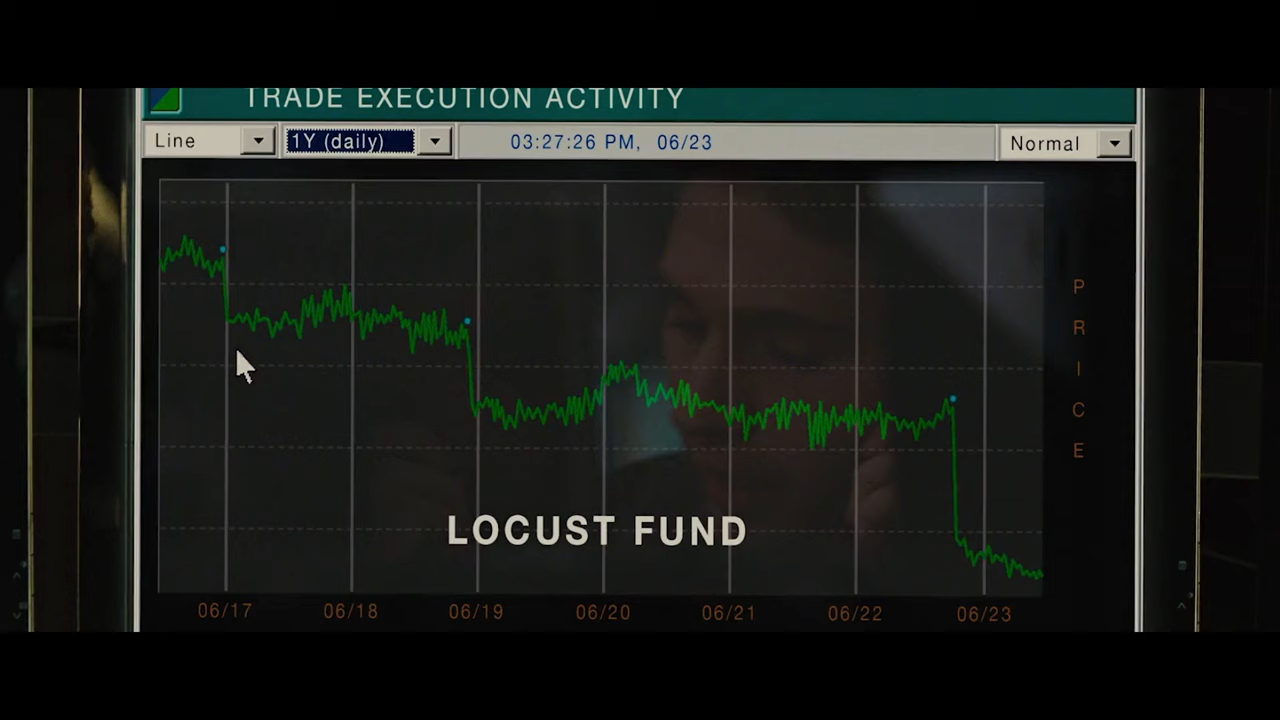 TRADE EXECUTION ACTIVITY
Line 1Y (daily) 03:27:26 PM, 06/23 Normal
PRICE
LOCUST FUND
06/17 06/18 06/19 06/20 06/21 06/22 06/23